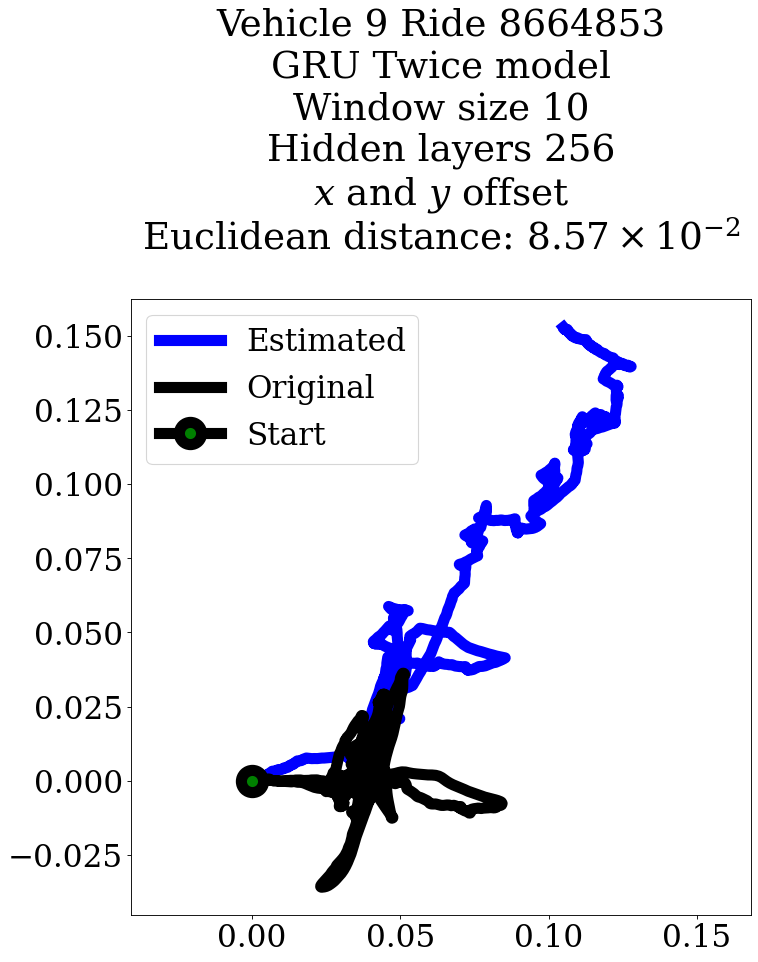 Vehicle 9 Ride 8664853
GRU Twice model
Window size 10
Hidden layers 256
x and y offset
Euclidean distance: 8.57 × 10⁻²
Estimated
Original
Start
0.150
0.125
0.100
0.075
0.050
0.025
0.000
−0.025
0.00 0.05 0.10 0.15